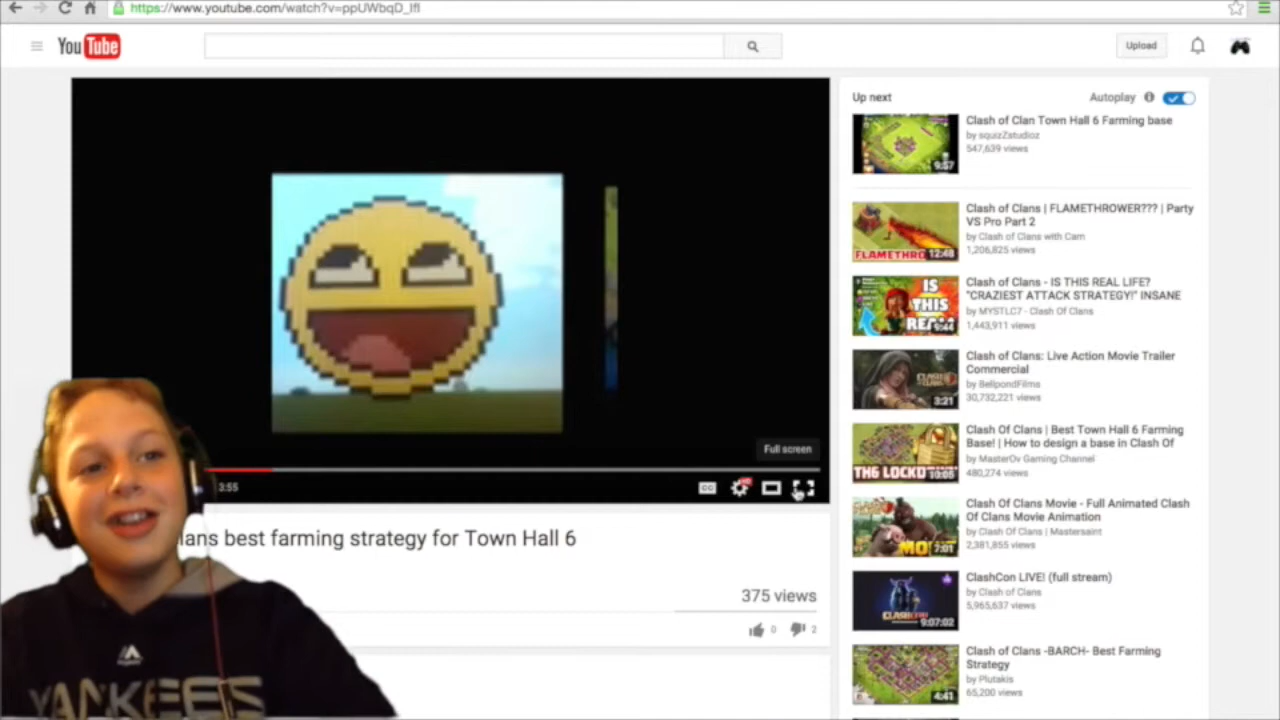 https://www.youtube.com/watch?v=ppUWbqD_lfI
YouTube
Upload
Up next
Autoplay
Clash of Clan Town Hall 6 Farming base
by squizZstudioz
547,639 views
9:57
Clash of Clans | FLAMETHROWER??? | Party
VS Pro Part 2
by Clash of Clans with Cam
1,206,825 views
FLAMETHRO
12:48
Clash of Clans - IS THIS REAL LIFE?
"CRAZIEST ATTACK STRATEGY!" INSANE
by MYSTLC7 - Clash Of Clans
1,443,911 views
IS
THIS
REA
9:44
Clash of Clans: Live Action Movie Trailer
Commercial
by BellpondFilms
30,732,221 views
3:21
Clash Of Clans | Best Town Hall 6 Farming
Base! | How to design a base in Clash Of
by MasterOv Gaming Channel
480,274 views
TH6 LOCKD
10:05
Clash Of Clans Movie - Full Animated Clash
Of Clans Movie Animation
by Clash Of Clans | Mastersaint
2,381,855 views
MO
7:01
ClashCon LIVE! (full stream)
by Clash of Clans
5,965,637 views
CLASHCON
9:07:02
Clash of Clans -BARCH- Best Farming
Strategy
by Plutakis
65,200 views
4:41
Full screen
3:55
CC
lans best farning strategy for Town Hall 6
375 views
0
2
YANKEES